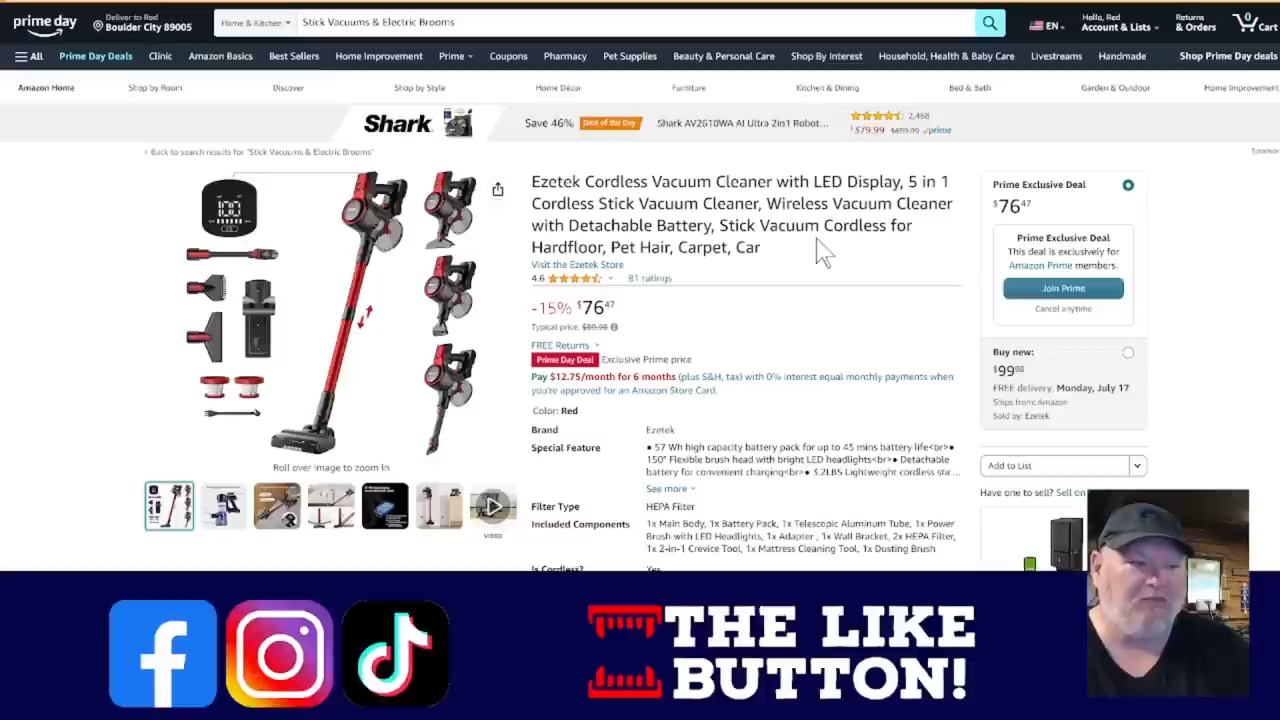 prime day
Deliver to Red
Boulder City 89005
Home & Kitchen
Stick Vacuums & Electric Brooms
EN
Hello, Red
Account & Lists
Returns
& Orders
0
Cart
All
Prime Day Deals
Clinic
Amazon Basics
Best Sellers
Home Improvement
Prime
Coupons
Pharmacy
Pet Supplies
Beauty & Personal Care
Shop By Interest
Household, Health & Baby Care
Livestreams
Handmade
Shop Prime Day deals
Amazon Home
Shop by Room
Discover
Shop by Style
Home Décor
Furniture
Kitchen & Dining
Bed & Bath
Garden & Outdoor
Home Improvement
Shark
Save 46%
Deal of the Day
Shark AV2610WA AI Ultra 2in1 Robot...
2,468
prime
‹ Back to search results for "Stick Vacuums & Electric Brooms"
Sponsor
100
Roll over image to zoom in
VIDEO
Ezetek Cordless Vacuum Cleaner with LED Display, 5 in 1
Cordless Stick Vacuum Cleaner, Wireless Vacuum Cleaner
with Detachable Battery, Stick Vacuum Cordless for
Hardfloor, Pet Hair, Carpet, Car
Visit the Ezetek Store
4.6
81 ratings
-15% $76 47
Typical price: $89.98
FREE Returns
Prime Day Deal Exclusive Prime price
Pay $12.75/month for 6 months (plus S&H, tax) with 0% interest equal monthly payments when
you're approved for an Amazon Store Card.
Color: Red
Brand Ezetek
Special Feature • 57 Wh high capacity battery pack for up to 45 mins battery life<br>•
150° Flexible brush head with bright LED headlights<br>• Detachable
battery for convenient charging<br>• 3.2LBS Lightweight cordless stic...
See more
Filter Type HEPA Filter
Included Components 1x Main Body, 1x Battery Pack, 1x Telescopic Aluminum Tube, 1x Power
Brush with LED Headlights, 1x Adapter , 1x Wall Bracket, 2x HEPA Filter,
1x 2-in-1 Crevice Tool, 1x Mattress Cleaning Tool, 1x Dusting Brush
Is Cordless? Yes
Prime Exclusive Deal
$76 47
Prime Exclusive Deal
This deal is exclusively for
Amazon Prime members.
Join Prime
Cancel anytime
Buy new:
$99 98
FREE delivery: Monday, July 17
Ships from: Amazon
Sold by: Ezetek
Add to List
Have one to sell? Sell on
THE LIKE
BUTTON!